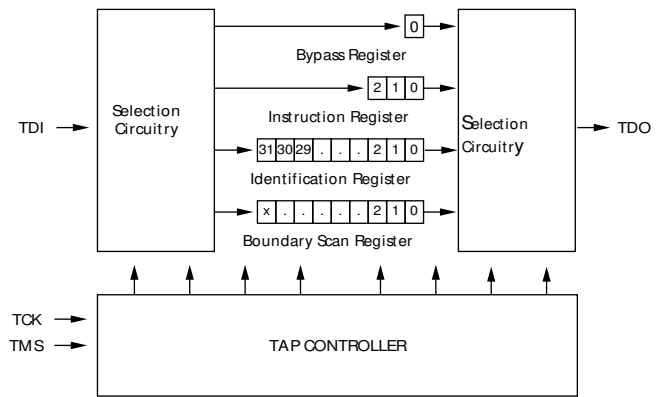 0
Bypass Register
2 1 0
Selection
Circuitry
Selection
Circuitry
TDI
TDO
Instruction Register
31 30 29 . . . 2 1 0
Identification Register
x . . . . . 2 1 0
Boundary Scan Register
TCK
TMS
TAP CONTROLLER